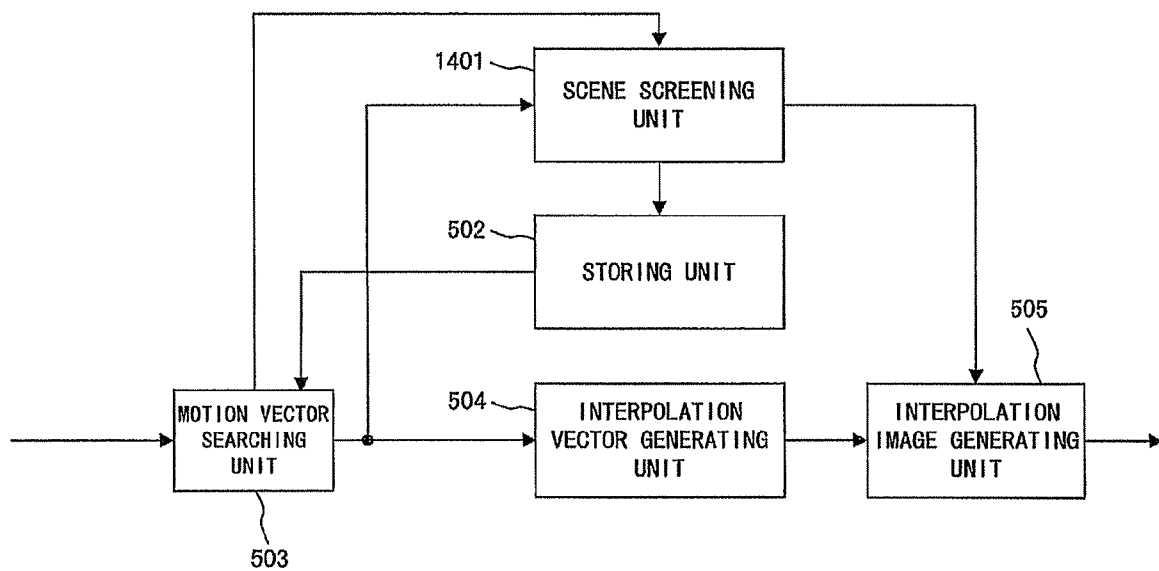 1401
SCENE SCREENING
UNIT
502
STORING UNIT
505
MOTION VECTOR
SEARCHING
UNIT
503
504
INTERPOLATION
VECTOR GENERATING
UNIT
INTERPOLATION
IMAGE GENERATING
UNIT